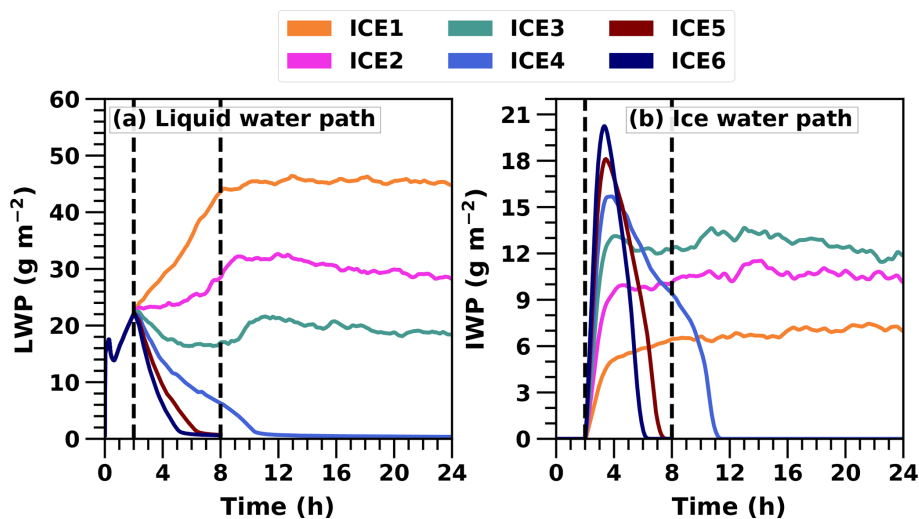 ICE1 ICE3 ICE5
ICE2 ICE4 ICE6
(a) Liquid water path
LWP (g m⁻²)
60
50
40
30
20
10
0
0 4 8 12 16 20 24
Time (h)
(b) Ice water path
IWP (g m⁻²)
21
18
15
12
9
6
3
0
0 4 8 12 16 20 24
Time (h)